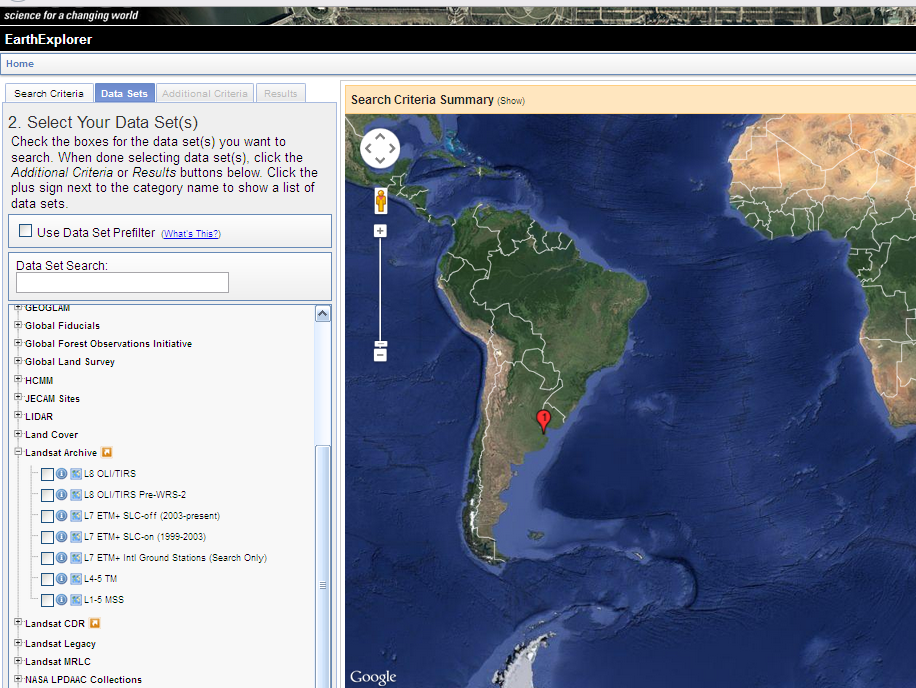 science for a changing world
EarthExplorer
Home
Search Criteria
Data Sets
Additional Criteria
Results
2. Select Your Data Set(s)
Check the boxes for the data set(s) you want to
search. When done selecting data set(s), click the
Additional Criteria or Results buttons below. Click the
plus sign next to the category name to show a list of
data sets.
Use Data Set Prefilter (What's This?)
Data Set Search:
GEOGLAM
Global Fiducials
Global Forest Observations Initiative
Global Land Survey
HCMM
JECAM Sites
LIDAR
Land Cover
Landsat Archive
L8 OLI/TIRS
L8 OLI/TIRS Pre-WRS-2
L7 ETM+ SLC-off (2003-present)
L7 ETM+ SLC-on (1999-2003)
L7 ETM+ Intl Ground Stations (Search Only)
L4-5 TM
L1-5 MSS
Landsat CDR
Landsat Legacy
Landsat MRLC
NASA LPDAAC Collections
Search Criteria Summary (Show)
1
Google